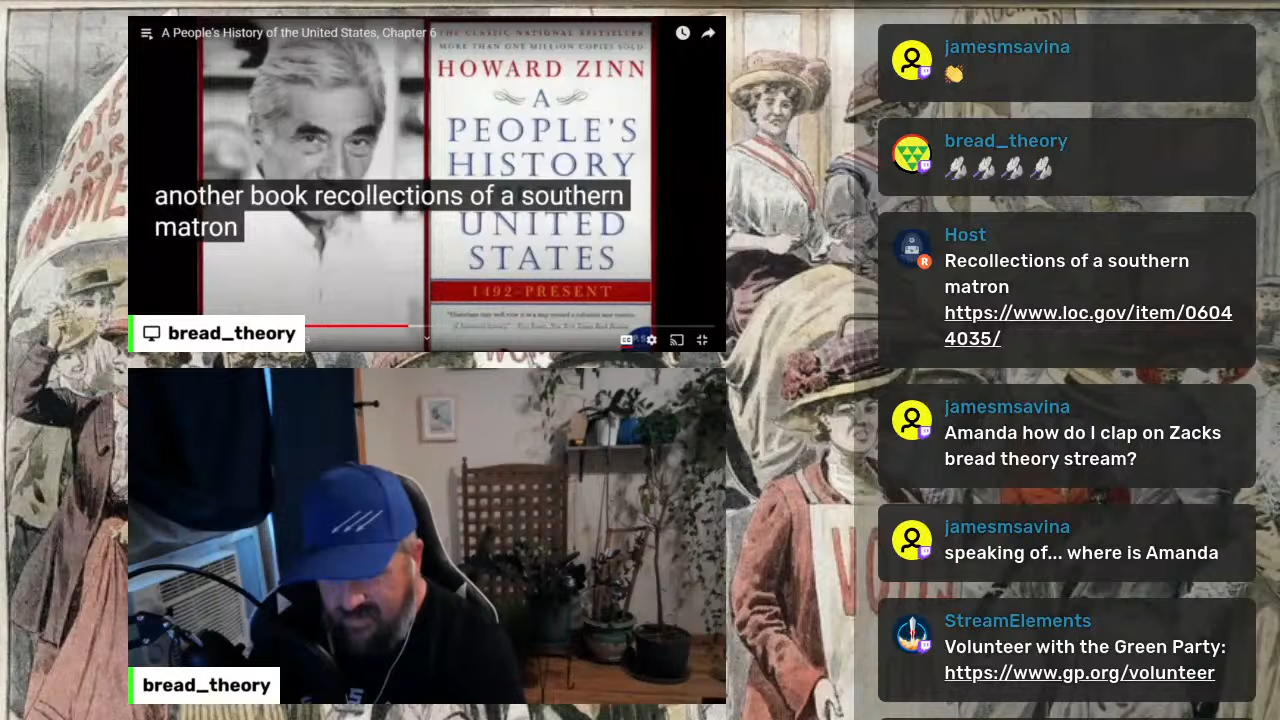 A People's History of the United States, Chapter 6
THE CLASSIC NATIONAL BESTSELLER
MORE THAN ONE MILLION COPIES SOLD
HOWARD ZINN
A
PEOPLE'S
HISTORY
another book recollections of a southern
matron
UNITED
STATES
1492–PRESENT
bread_theory
bread_theory
VOTE
FOR
WOMEN
jamesmsavina
👏
bread_theory
Host
Recollections of a southern
matron
https://www.loc.gov/item/0604
4035/
jamesmsavina
Amanda how do I clap on Zacks
bread theory stream?
jamesmsavina
speaking of... where is Amanda
StreamElements
Volunteer with the Green Party:
https://www.gp.org/volunteer